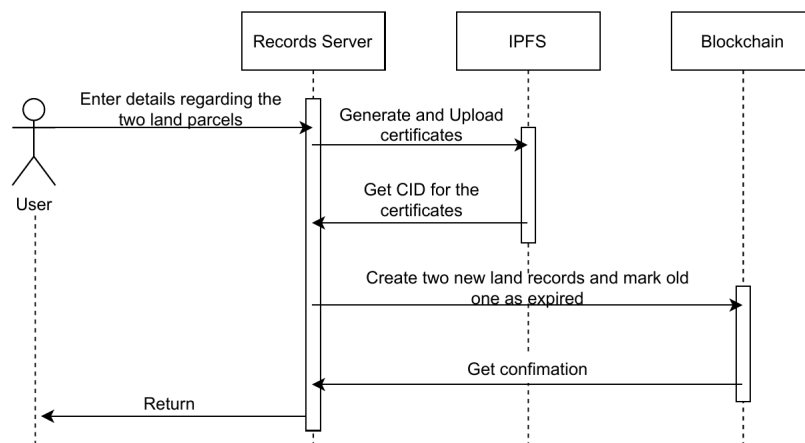 Records Server
IPFS
Blockchain
Enter details regarding the
two land parcels
Generate and Upload
certificates
User
Get CID for the
certificates
Create two new land records and mark old
one as expired
Get confimation
Return